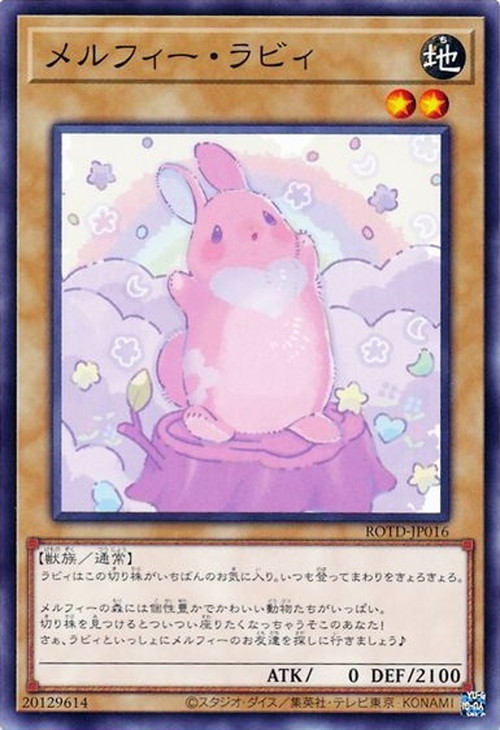 メルフィー・ラビィ
地
ROTD-JP016
【獣族／通常】
ラビィはこの切り株がいちばんのお気に入り。いつも登ってまわりをきょろきょろ。
メルフィーの森には個性豊かでかわいい動物たちがいっぱい。
切り株を見つけるとついつい座りたくなっちゃうそこのあなた！
さぁ、ラビィといっしょにメルフィーのお友達を探しに行きましょう♪
ATK/ 0 DEF/2100
20129614 ©スタジオ・ダイス／集英社・テレビ東京・KONAMI